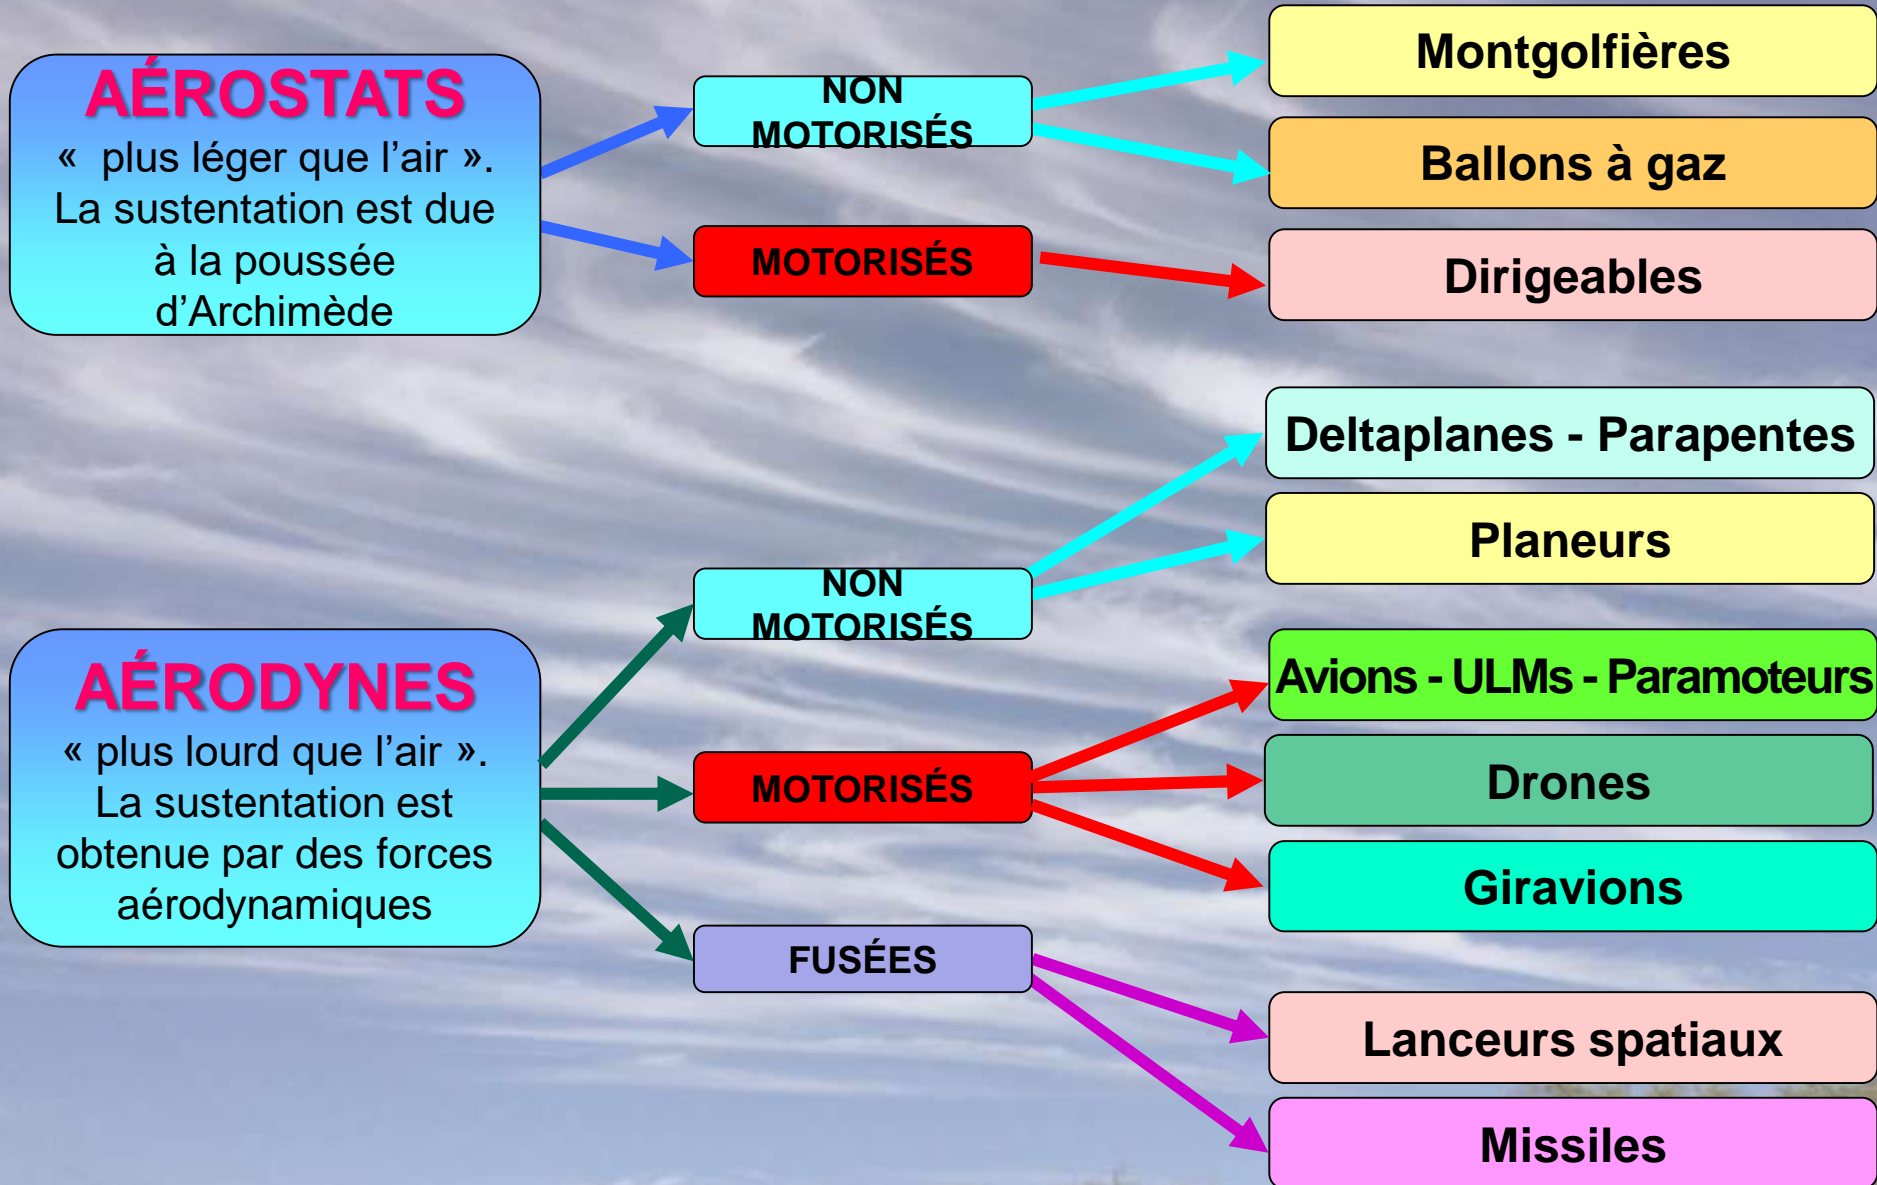 AÉROSTATS
«  plus léger que l’air ».
La sustentation est due
à la poussée
d’Archimède
NON
MOTORISÉS
MOTORISÉS
Montgolfières
Ballons à gaz
Dirigeables
AÉRODYNES
« plus lourd que l’air ».
La sustentation est
obtenue par des forces
aérodynamiques
NON
MOTORISÉS
MOTORISÉS
FUSÉES
Deltaplanes - Parapentes
Planeurs
Avions - ULMs - Paramoteurs
Drones
Giravions
Lanceurs spatiaux
Missiles